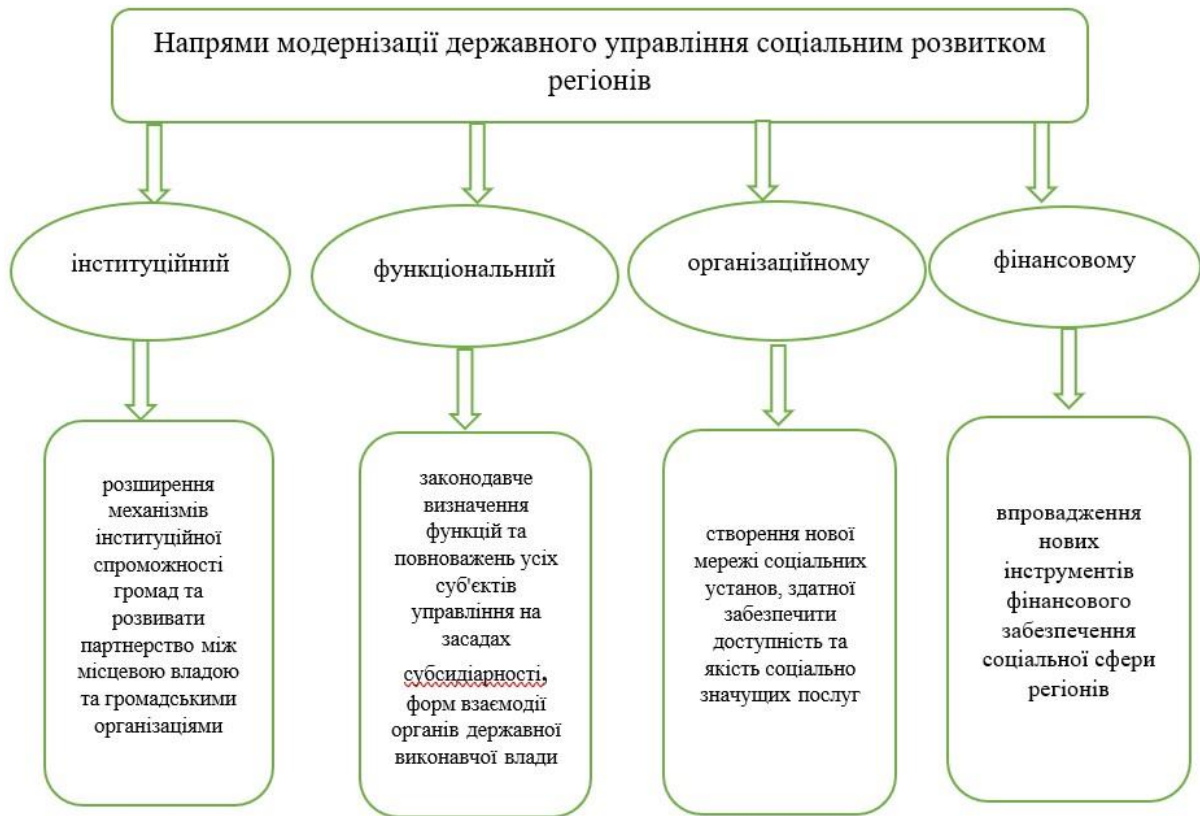 Напрями модернізації державного управління соціальним розвитком
регіонів
інституційний
функціональний
організаційному
фінансовому
розширення
механізмів
інституційної
спроможності
громад та
розвивати
партнерство між
місцевою владою
та громадськими
організаціями
законодавче
визначення
функцій та
повноважень усіх
суб'єктів
управління на
засадах
субсидіарності,
форм взаємодії
органів державної
виконавчої влади
створення нової
мережі соціальних
установ, здатної
забезпечити
доступність та
якість соціально
значущих послуг
впровадження
нових
інструментів
фінансового
забезпечення
соціальної сфери
регіонів